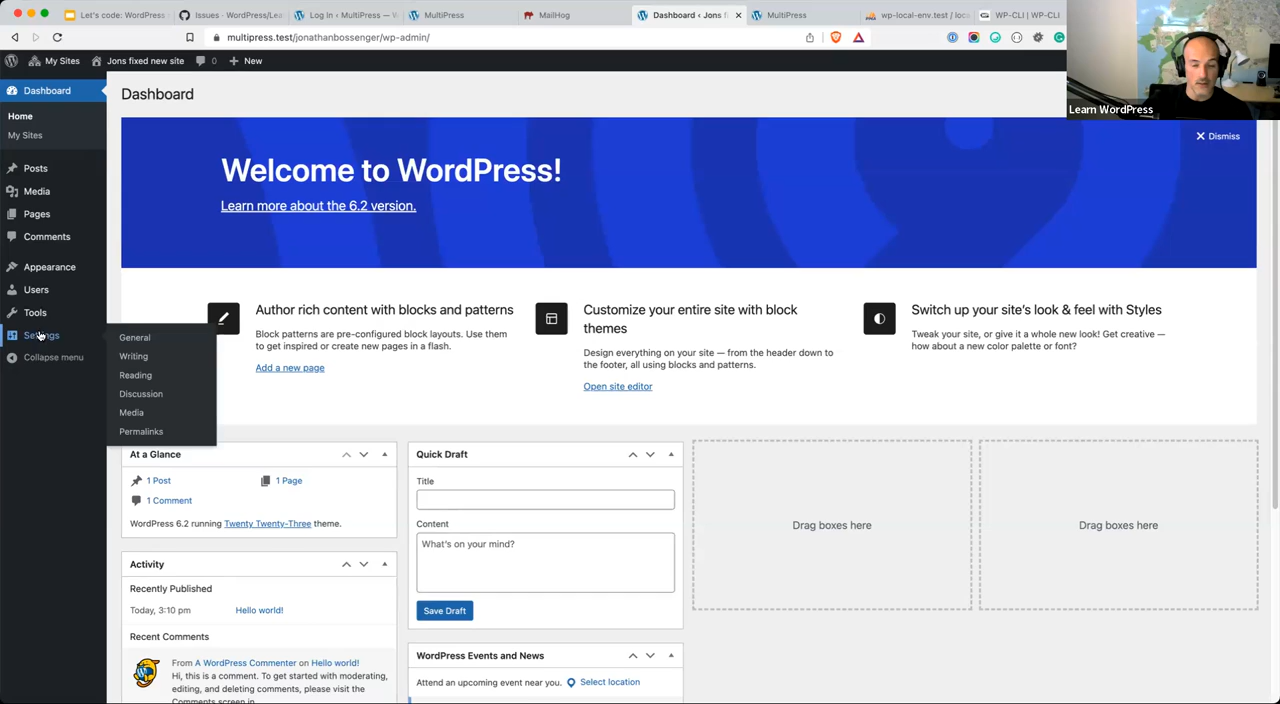 Let's code: WordPress
Issues · WordPress/Lea
Log In ‹ MultiPress — W
MultiPress
MailHog
Dashboard ‹ Jons f
MultiPress
wp-local-env.test / loc
WP-CLI | WP-CLI
multipress.test/jonathanbossenger/wp-admin/
My Sites
Jons fixed new site
0
New
Learn WordPress
Dashboard
Home
My Sites
Posts
Media
Pages
Comments
Appearance
Users
Tools
Settings
Collapse menu
General
Writing
Reading
Discussion
Media
Permalinks
Dashboard
Dismiss
Welcome to WordPress!
Learn more about the 6.2 version.
Author rich content with blocks and patterns
Block patterns are pre-configured block layouts. Use them
to get inspired or create new pages in a flash.
Add a new page
Customize your entire site with block
themes
Design everything on your site — from the header down to
the footer, all using blocks and patterns.
Open site editor
Switch up your site's look & feel with Styles
Tweak your site, or give it a whole new look! Get creative —
how about a new color palette or font?
At a Glance
1 Post
1 Page
1 Comment
WordPress 6.2 running Twenty Twenty-Three theme.
Activity
Recently Published
Today, 3:10 pm
Hello world!
Recent Comments
From A WordPress Commenter on Hello world!
Hi, this is a comment. To get started with moderating,
editing, and deleting comments, please visit the
Comments screen in
Quick Draft
Title
Content
What's on your mind?
Save Draft
WordPress Events and News
Attend an upcoming event near you.
Select location
Drag boxes here
Drag boxes here